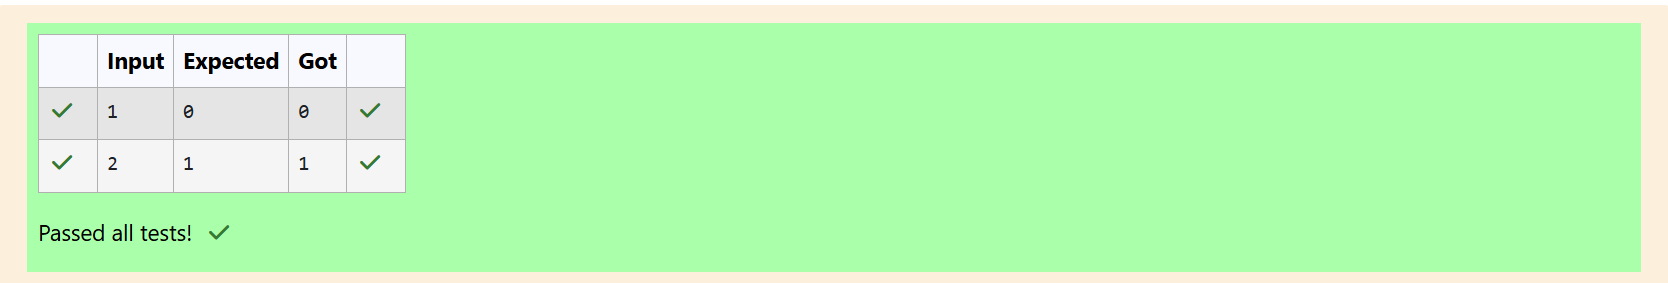 Input Expected Got
1 0 0
2 1 1
Passed all tests!